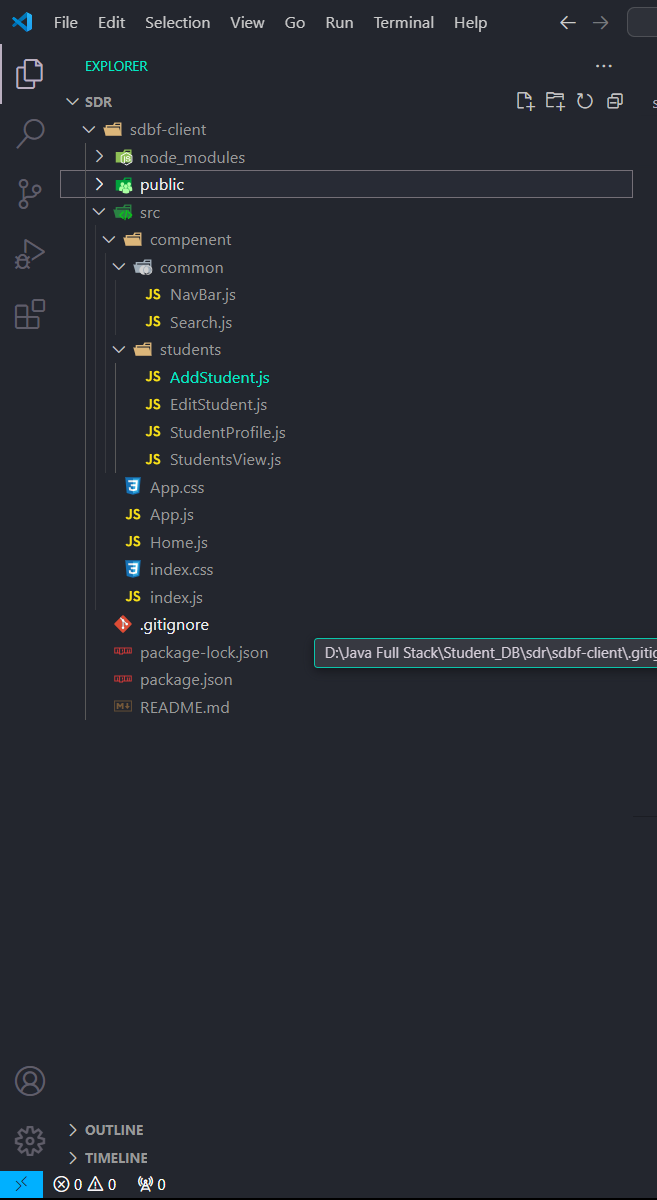 File Edit Selection View Go Run Terminal Help
EXPLORER
SDR
sdbf-client
node_modules
public
src
compenent
common
JS NavBar.js
JS Search.js
students
JS AddStudent.js
JS EditStudent.js
JS StudentProfile.js
JS StudentsView.js
App.css
JS App.js
JS Home.js
index.css
JS index.js
.gitignore
package-lock.json
D:\Java Full Stack\Student_DB\sdr\sdbf-client\.gitig
package.json
README.md
OUTLINE
TIMELINE
0 0 0